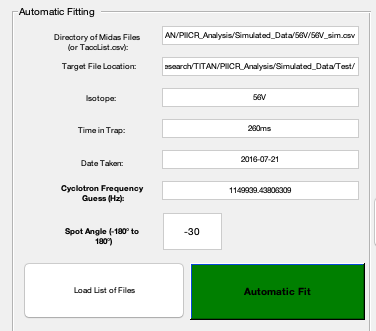 Automatic Fitting
Directory of Midas Files
(or TaccList.csv):
AN/PIICR_Analysis/Simulated_Data/56V/56V_sim.csv
Target File Location:
esearch/TITAN/PIICR_Analysis/Simulated_Data/Test/
Isotope:
56V
Time in Trap:
260ms
Date Taken:
2016-07-21
Cyclotron Frequency
Guess (Hz):
1149939.43806309
Spot Angle (-180° to
180°)
-30
Load List of Files
Automatic Fit